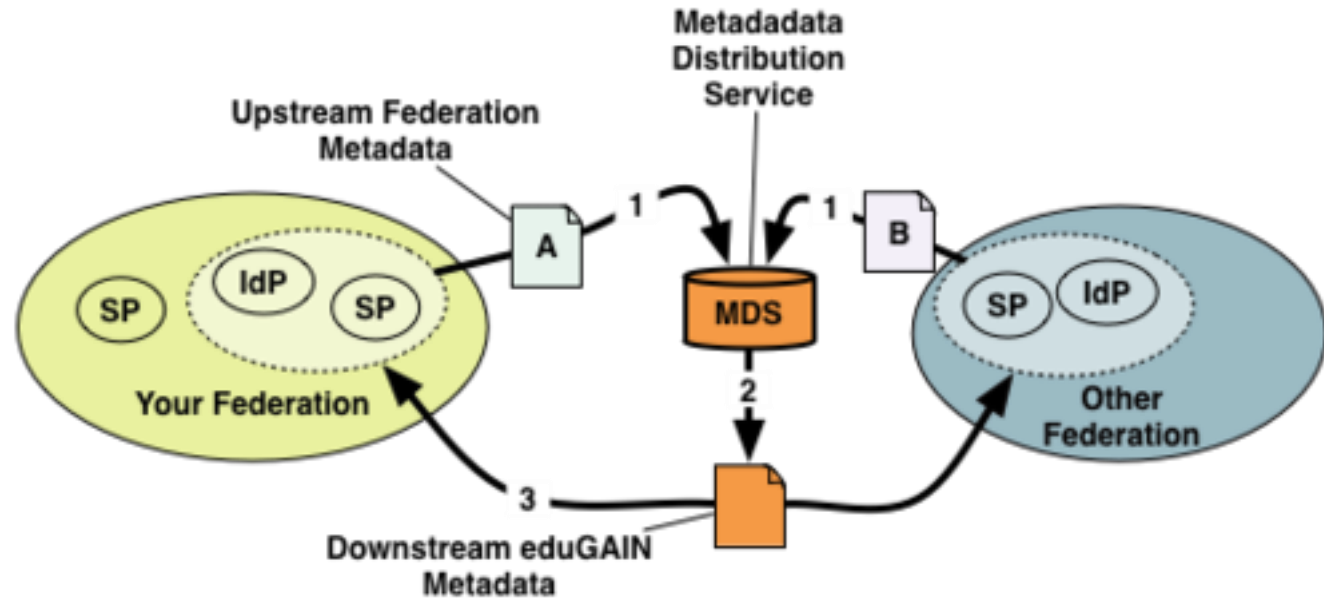 Metadadata
Distribution
Service
Upstream Federation
Metadata
1
1
A
B
IdP
SP
SP
MDS
SP
IdP
Your Federation
2
Other
Federation
3
Downstream eduGAIN
Metadata